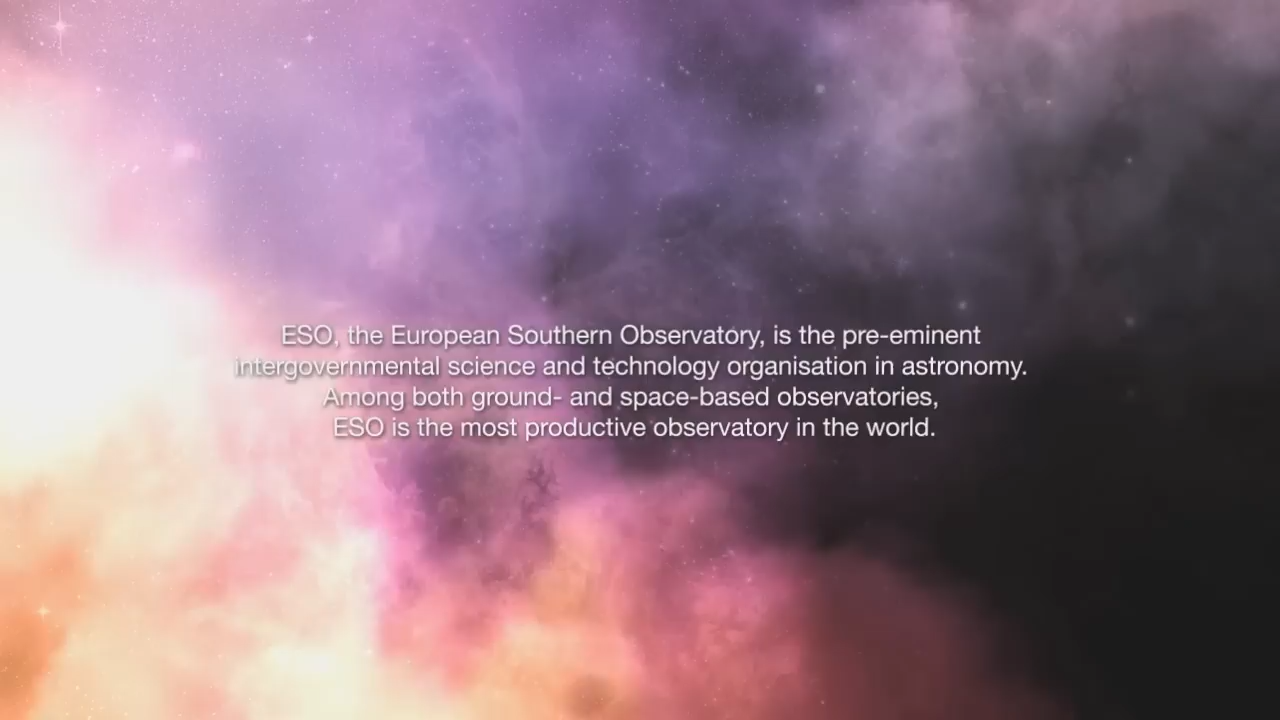 ESO, the European Southern Observatory, is the pre-eminent
intergovernmental science and technology organisation in astronomy.
Among both ground- and space-based observatories,
ESO is the most productive observatory in the world.